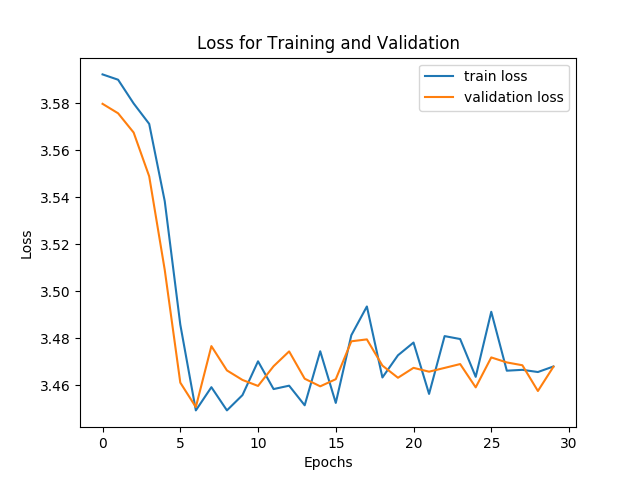 Loss for Training and Validation
train loss
validation loss
3.58
3.56
3.54
3.52
3.50
3.48
3.46
Loss
0 5 10 15 20 25 30
Epochs